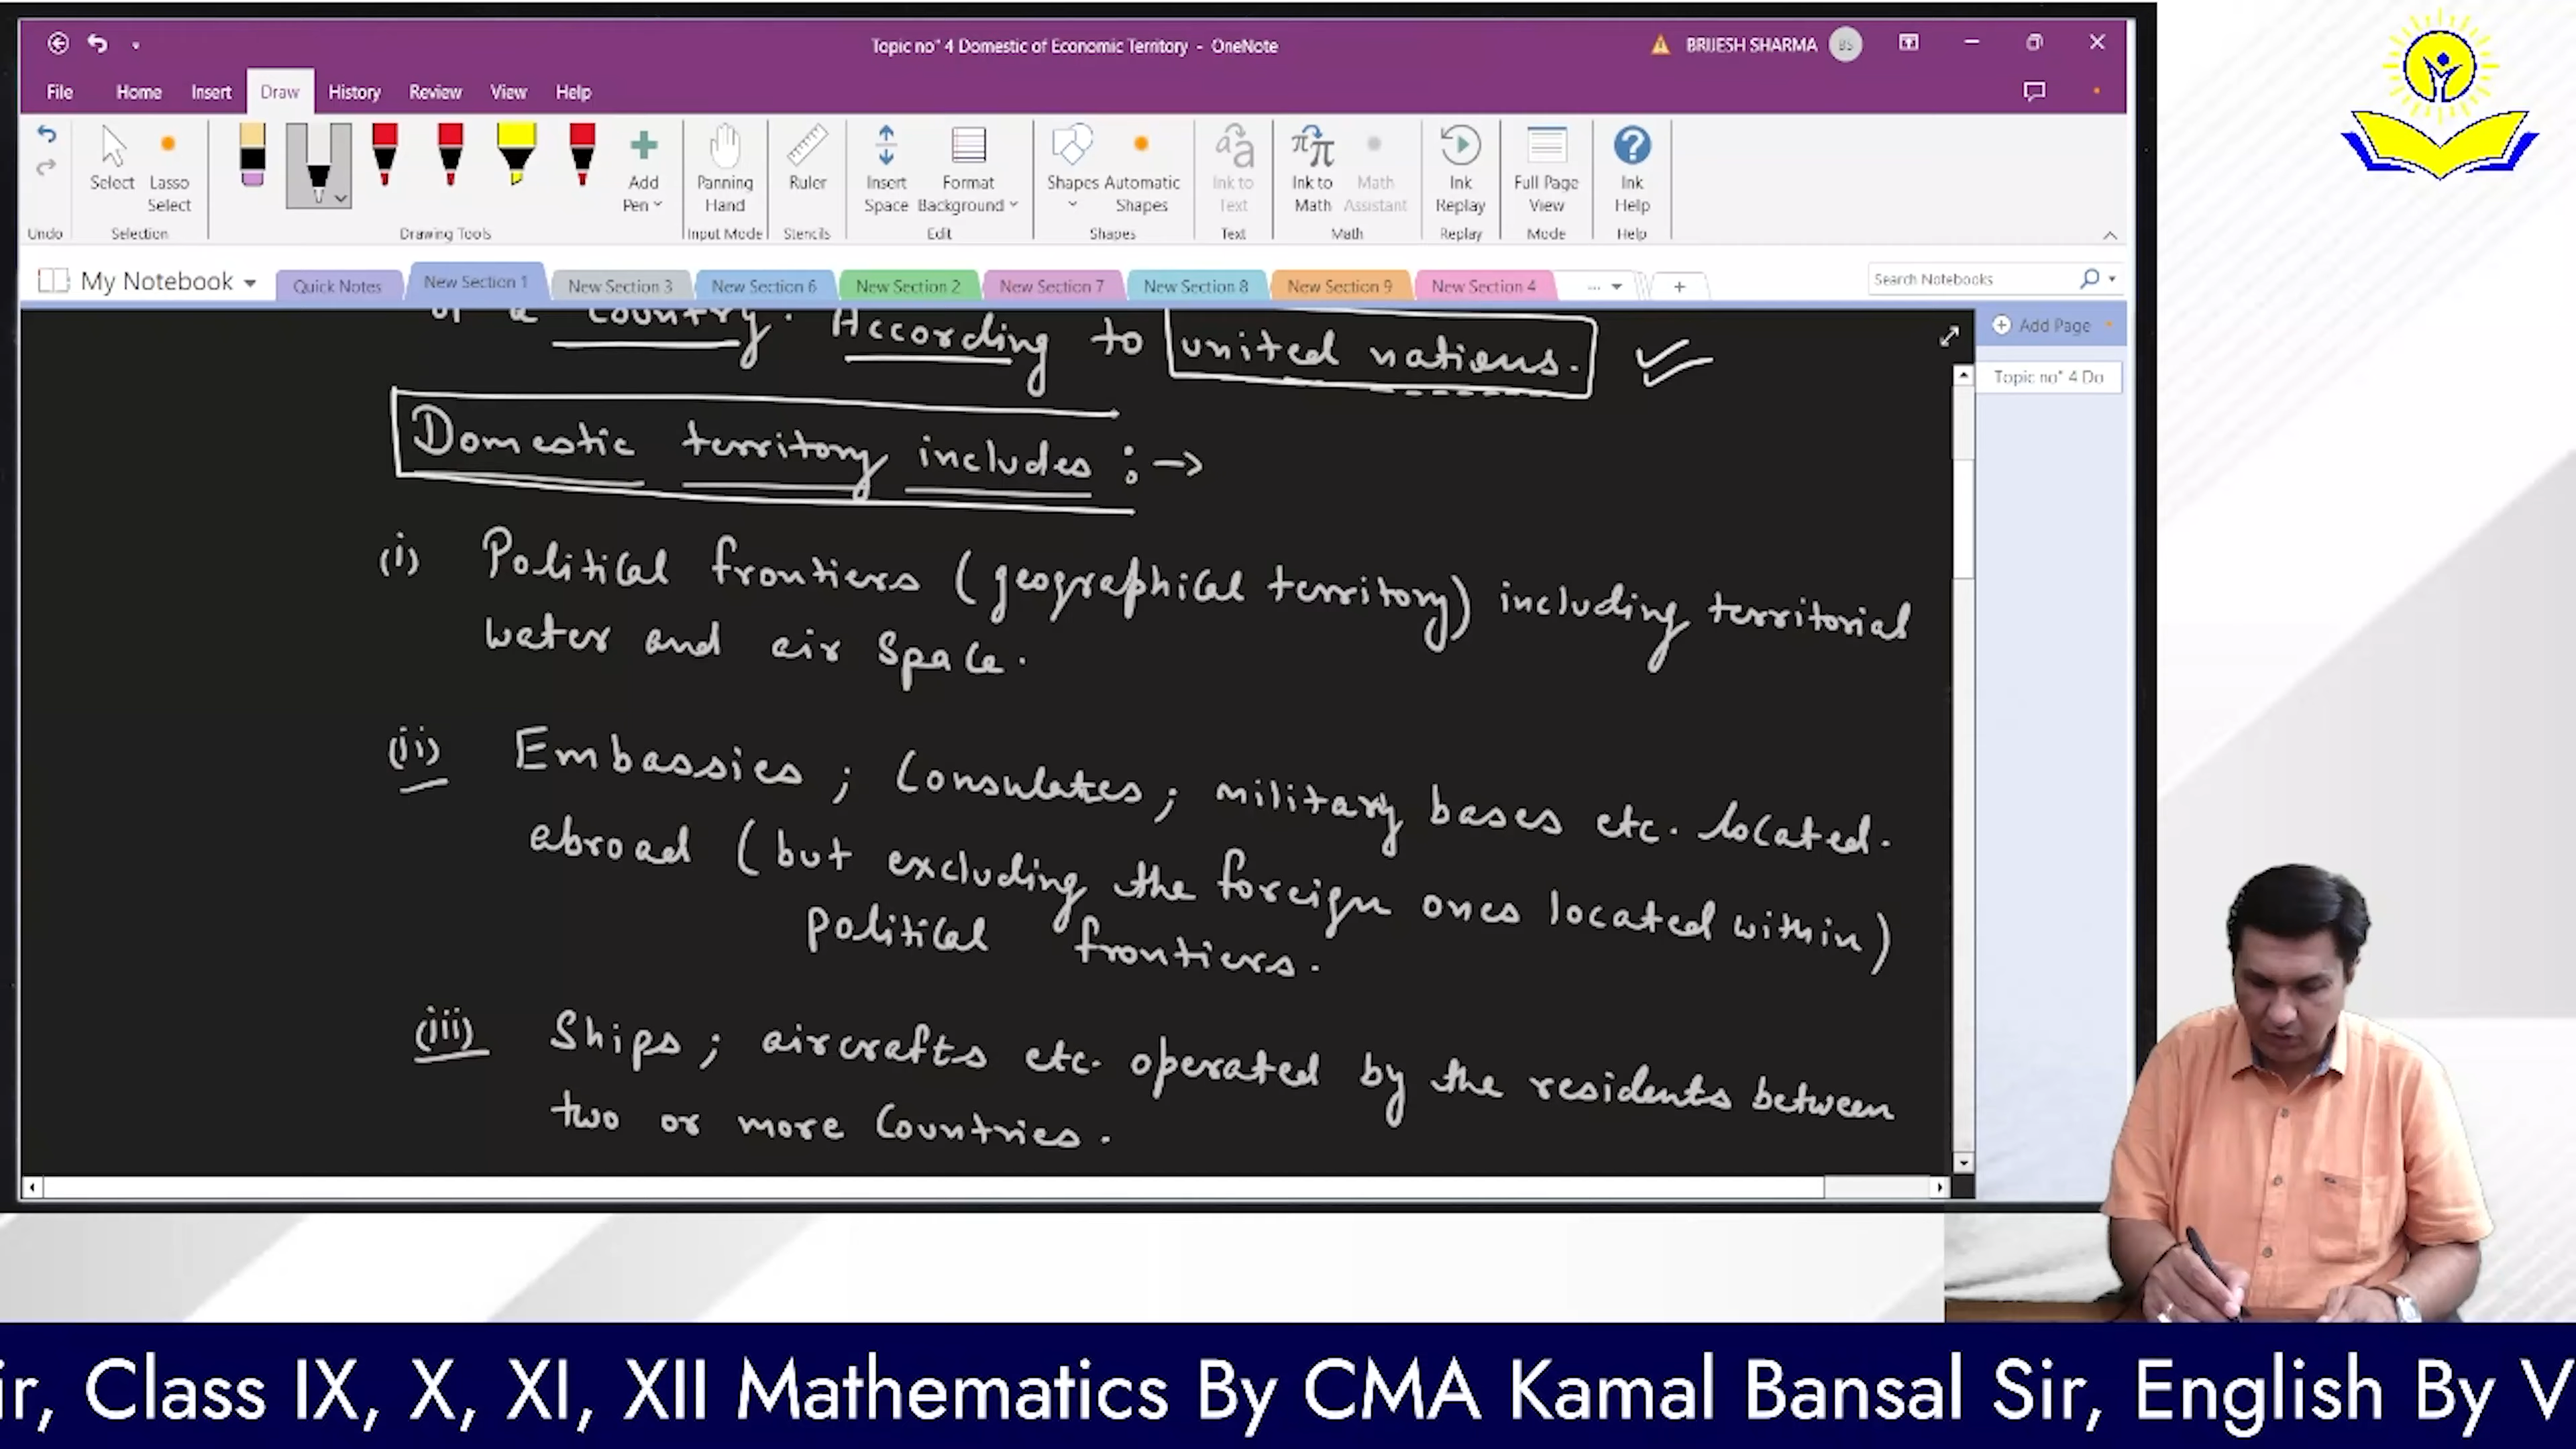 Topic no" 4 Domestic of Economic Territory - OneNote
BRIJESH SHARMA BS
File Home Insert Draw History Review View Help
Select Lasso Select Add Pen Panning Hand Ruler Insert Space Format Background Shapes Automatic Shapes Ink to Text Ink to Math Math Assistant Ink Replay Full Page View Ink Help
Undo Selection Drawing Tools Input Mode Stencils Edit Shapes Text Math Replay Mode Help
My Notebook Quick Notes New Section 1 New Section 3 New Section 6 New Section 2 New Section 7 New Section 8 New Section 9 New Section 4 ... + Search Notebooks
Add Page
Topic no" 4 Do
of a country. According to united nations.
Domestic territory includes :→
(i) Political frontiers (geographical territory) including territorial
water and air space.
(ii) Embassies ; Consulates ; military bases etc. located.
abroad (but excluding the foreign ones located within)
political frontiers.
(iii) Ships ; aircrafts etc. operated by the residents between
two or more Countries.
ir, Class IX, X, XI, XII Mathematics By CMA Kamal Bansal Sir, English By V